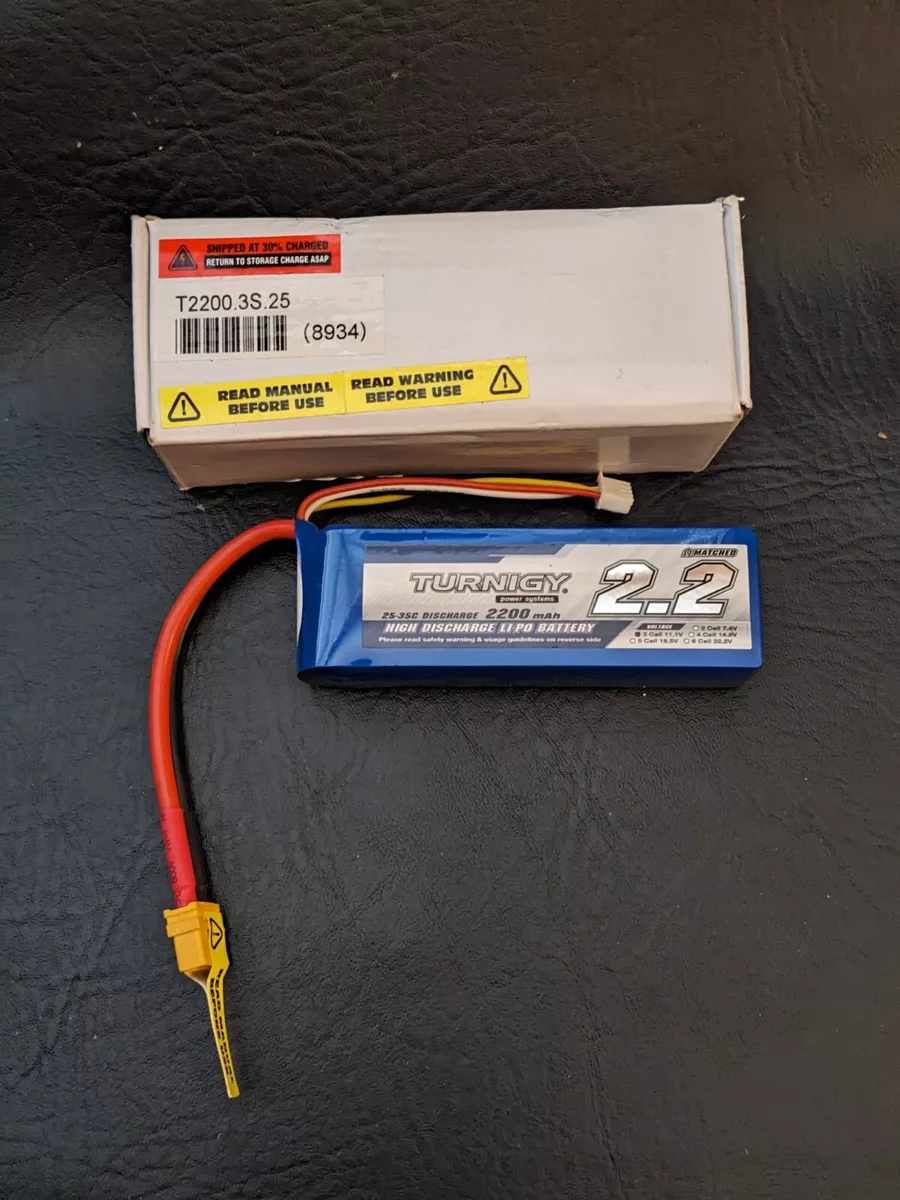 SHIPPED AT 30% CHARGED
RETURN TO STORAGE CHARGE ASAP
T2200.3S.25
(8934)
READ MANUAL
BEFORE USE
READ WARNING
BEFORE USE
MATCHED
TURNIGY®
power systems
2.2
25-35C DISCHARGE 2200 mAh
HIGH DISCHARGE LI-PO BATTERY
Please read safety warning & usage guidelines on reverse side
VOLTAGE
2 Cell 7.4V
3 Cell 11.1V
4 Cell 14.8V
5 Cell 18.5V
6 Cell 22.2V